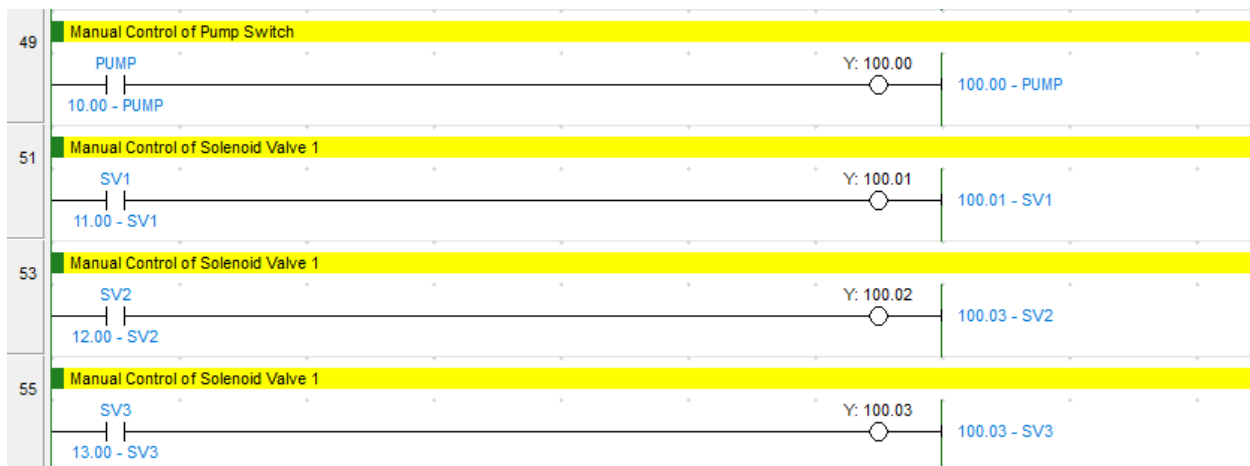 49
Manual Control of Pump Switch
PUMP
Y: 100.00
100.00 - PUMP
10.00 - PUMP
51
Manual Control of Solenoid Valve 1
SV1
Y: 100.01
100.01 - SV1
11.00 - SV1
53
Manual Control of Solenoid Valve 1
SV2
Y: 100.02
100.03 - SV2
12.00 - SV2
55
Manual Control of Solenoid Valve 1
SV3
Y: 100.03
100.03 - SV3
13.00 - SV3